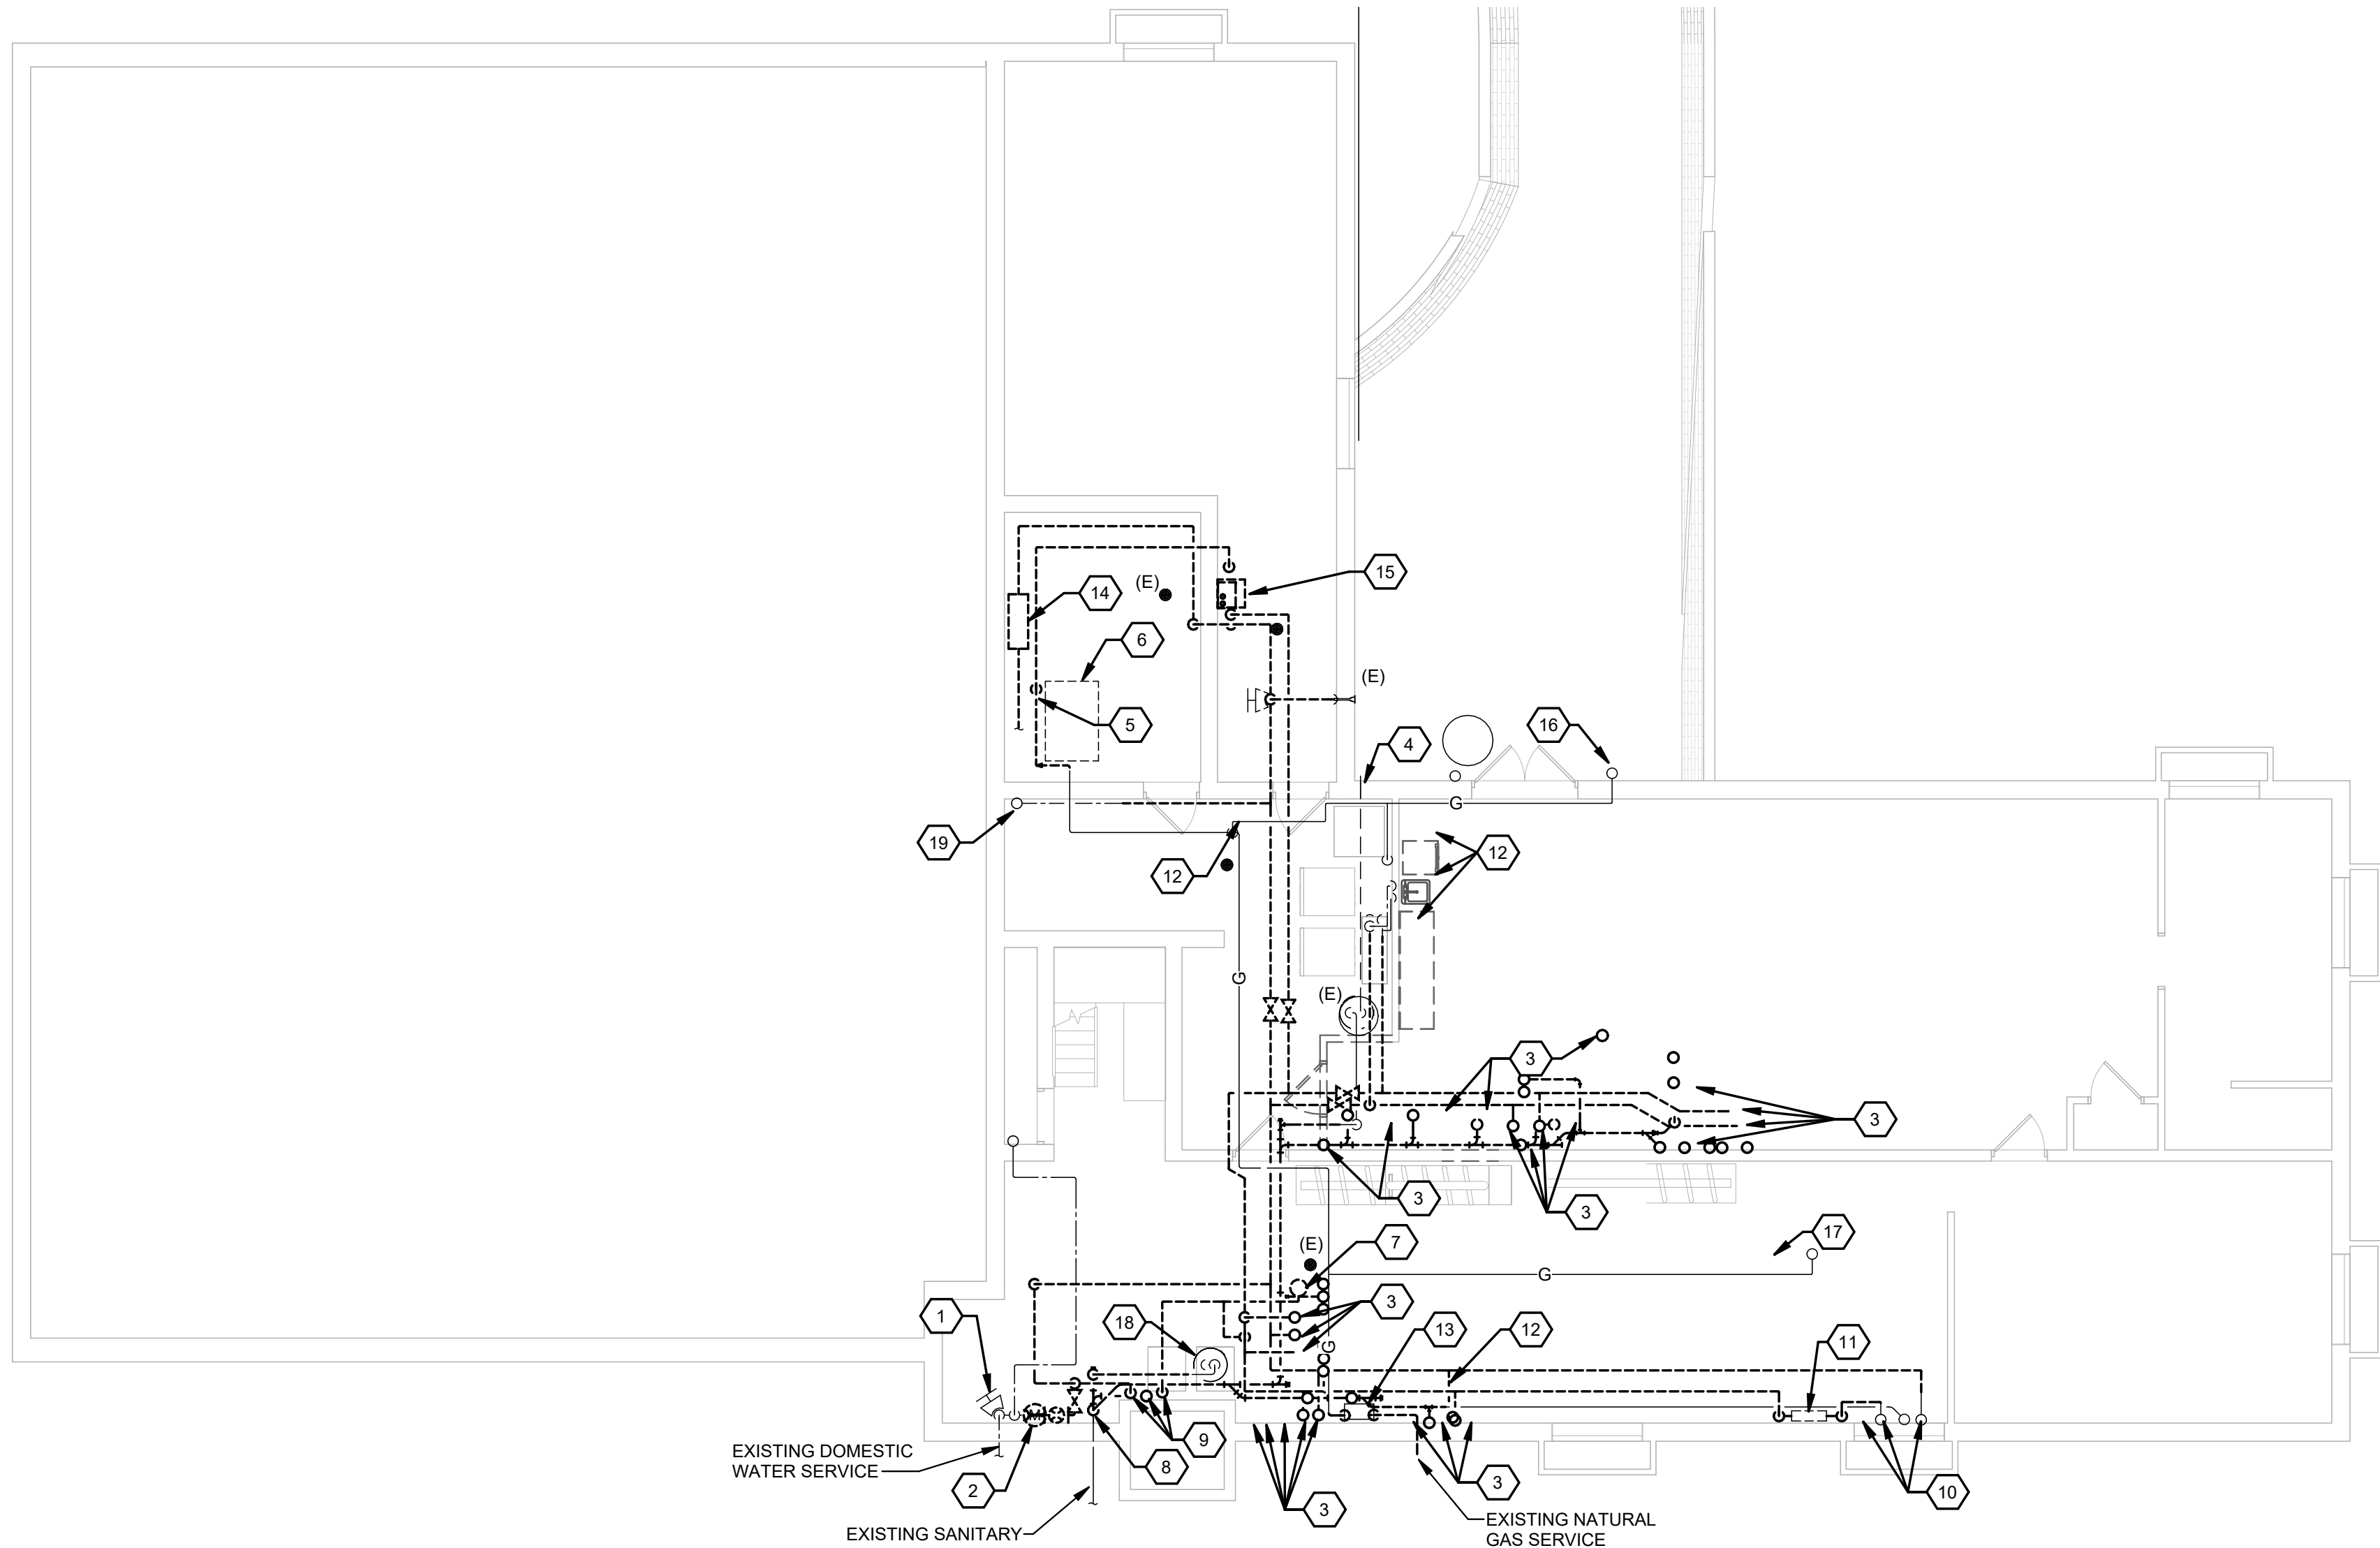 15
14
(E)
6
(E)
5
4
16
G
19
12
12
G
(E)
3
3
3
3
(E)
7
17
G
1
18
3
13
12
11
G
M
9
EXISTING DOMESTIC
WATER SERVICE
8
2
3
3
10
EXISTING SANITARY
EXISTING NATURAL
GAS SERVICE